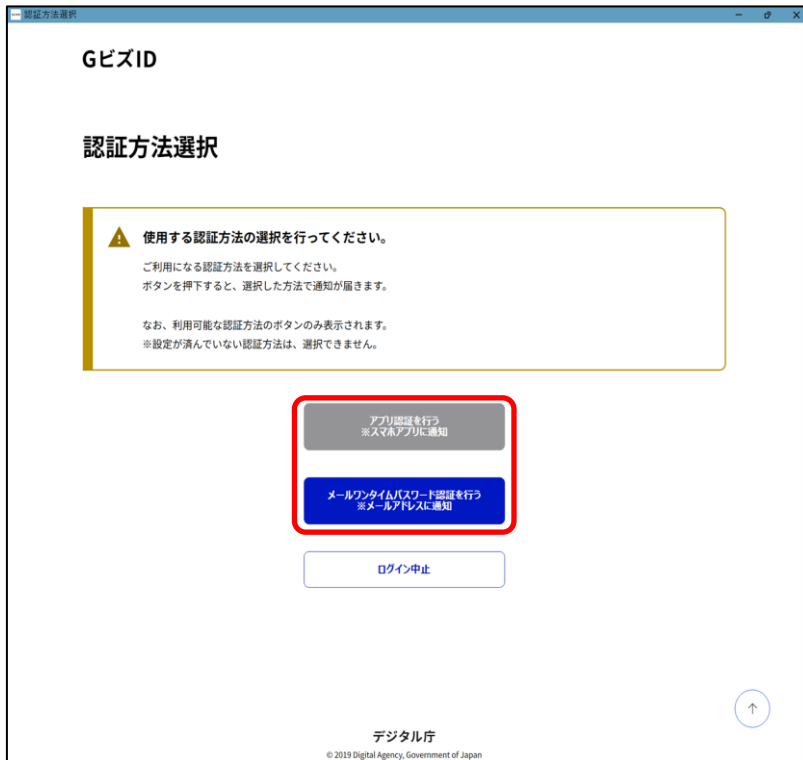 認証方法選択
GビズID
認証方法選択
使用する認証方法の選択を行ってください。
ご利用になる認証方法を選択してください。
ボタンを押下すると、選択した方法で通知が届きます。
なお、利用可能な認証方法のボタンのみ表示されます。
※設定が済んでいない認証方法は、選択できません。
アプリ認証を行う
※スマホアプリに通知
メールワンタイムパスワード認証を行う
※メールアドレスに通知
ログイン中止
デジタル庁
© 2019 Digital Agency, Government of Japan